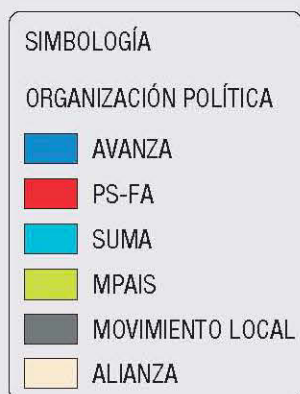 SIMBOLOGÍA
ORGANIZACIÓN POLÍTICA
AVANZA
PS-FA
SUMA
MPAIS
MOVIMIENTO LOCAL
ALIANZA